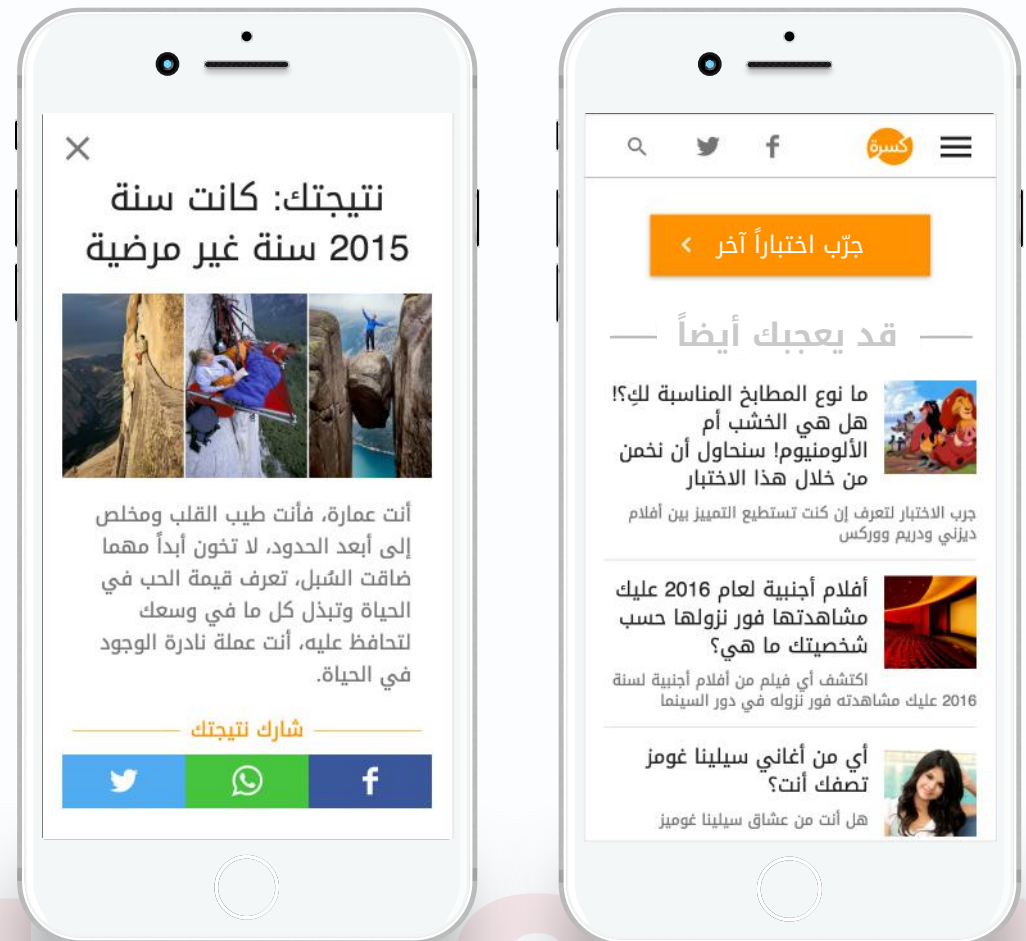 نتيجتك: كانت سنة
2015 سنة غير مرضية
أنت عمارة، فأنت طيب القلب ومخلص
إلى أبعد الحدود، لا تخون أبداً مهما
ضاقت السُبل، تعرف قيمة الحب في
الحياة وتبذل كل ما في وسعك
لتحافظ عليه، أنت عملة نادرة الوجود
في الحياة.
شارك نتيجتك
كسرة
جرّب اختباراً آخر
قد يعجبك أيضاً
ما نوع المطابخ المناسبة لكِ؟!
هل هي الخشب أم
الألومنيوم! سنحاول أن نخمن
من خلال هذا الاختبار
جرب الاختبار لتعرف إن كنت تستطيع التمييز بين أفلام
ديزني ودريم ووركس
أفلام أجنبية لعام 2016 عليك
مشاهدتها فور نزولها حسب
شخصيتك ما هي؟
اكتشف أي فيلم من أفلام أجنبية لسنة
2016 عليك مشاهدته فور نزوله في دور السينما
أي من أغاني سيلينا غومز
تصفك أنت؟
هل أنت من عشاق سيلينا غوميز